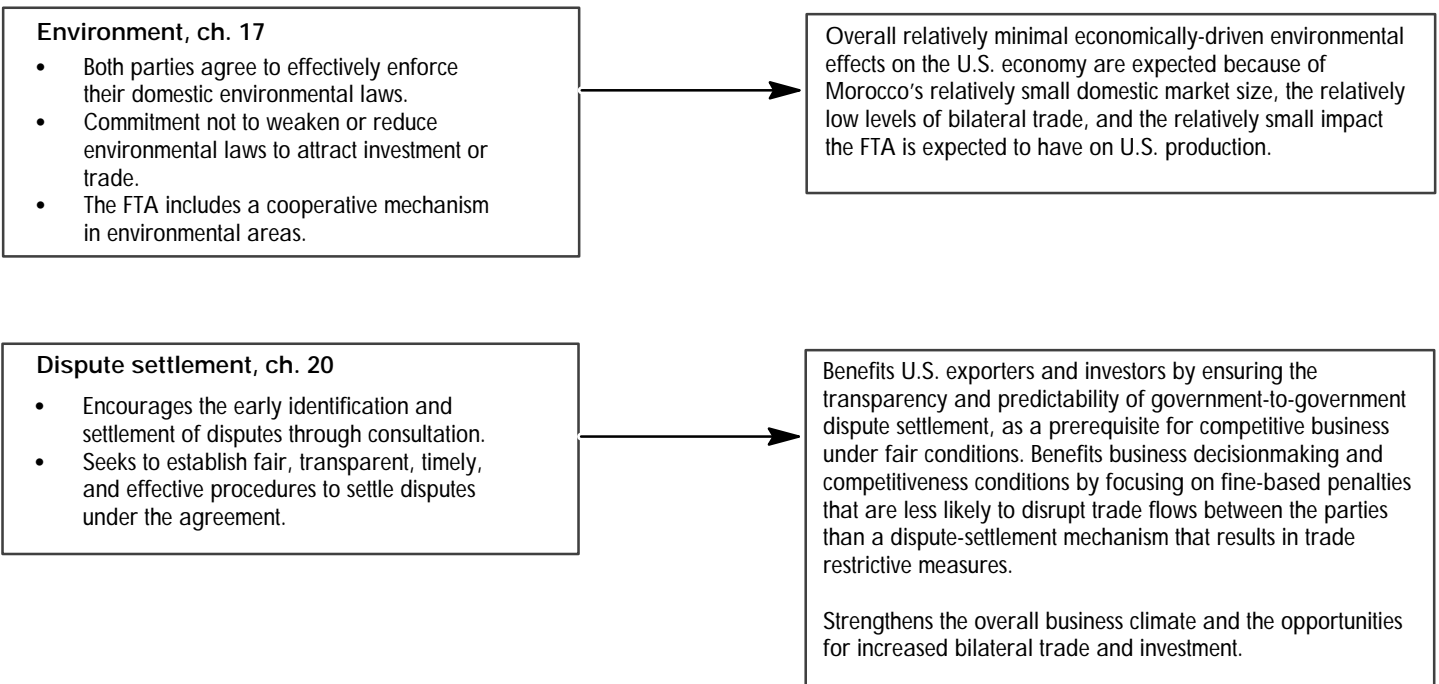 Environment, ch. 17
• Both parties agree to effectively enforce
their domestic environmental laws.
• Commitment not to weaken or reduce
environmental laws to attract investment or
trade.
• The FTA includes a cooperative mechanism
in environmental areas.
Overall relatively minimal economically-driven environmental
effects on the U.S. economy are expected because of
Morocco's relatively small domestic market size, the relatively
low levels of bilateral trade, and the relatively small impact
the FTA is expected to have on U.S. production.
Dispute settlement, ch. 20
• Encourages the early identification and
settlement of disputes through consultation.
• Seeks to establish fair, transparent, timely,
and effective procedures to settle disputes
under the agreement.
Benefits U.S. exporters and investors by ensuring the
transparency and predictability of government-to-government
dispute settlement, as a prerequisite for competitive business
under fair conditions. Benefits business decisionmaking and
competitiveness conditions by focusing on fine-based penalties
that are less likely to disrupt trade flows between the parties
than a dispute-settlement mechanism that results in trade
restrictive measures.
Strengthens the overall business climate and the opportunities
for increased bilateral trade and investment.